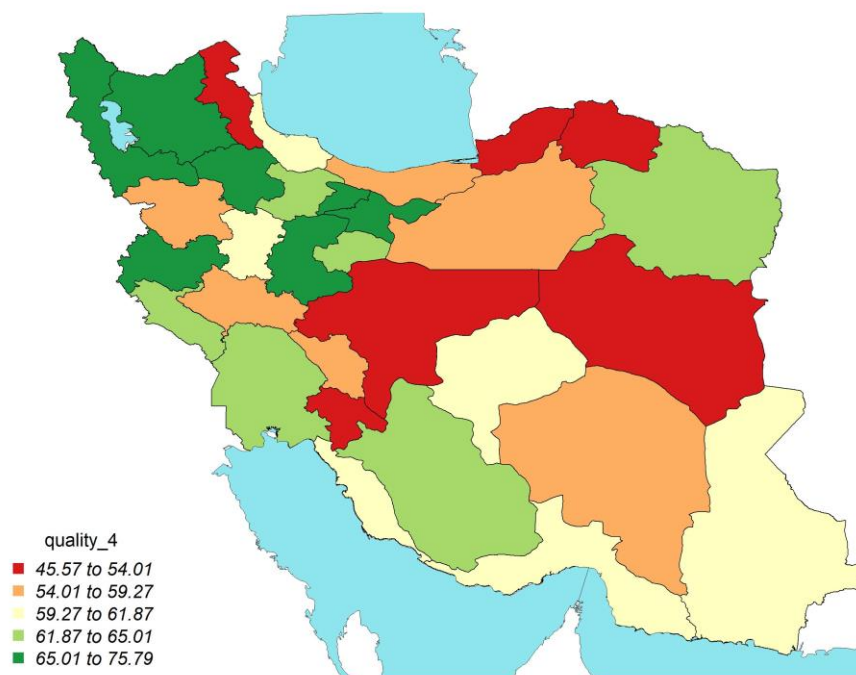 quality_4
45.57 to 54.01
54.01 to 59.27
59.27 to 61.87
61.87 to 65.01
65.01 to 75.79